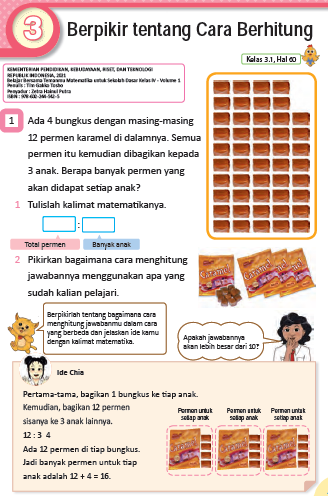 3 Berpikir tentang Cara Berhitung
Kelas 3.1, Hal 60
KEMENTERIAN PENDIDIKAN, KEBUDAYAAN, RISET, DAN TEKNOLOGI
REPUBLIK INDONESIA, 2021
Belajar Bersama Temanmu Matematika untuk Sekolah Dasar Kelas IV - Volume 1
Penulis : Tim Gakko Tosho
Penyadur : Zetra Hainul Putra
ISBN : 978-602-244-541-5
1 Ada 4 bungkus dengan masing-masing
12 permen karamel di dalamnya. Semua
permen itu kemudian dibagikan kepada
3 anak. Berapa banyak permen yang
akan didapat setiap anak?
1 Tulislah kalimat matematikanya.
:
Total permen Banyak anak
2 Pikirkan bagaimana cara menghitung
jawabannya menggunakan apa yang
sudah kalian pelajari.
Caramel Caramel
Berpikirlah tentang bagaimana cara
menghitung jawabanmu dalam cara
yang berbeda dan jelaskan ide kamu
dengan kalimat matematika.
Apakah jawabannya
akan lebih besar dari 10?
Ide Chia
Pertama-tama, bagikan 1 bungkus ke tiap anak.
Kemudian, bagikan 12 permen
sisanya ke 3 anak lainnya.
12 : 3 4
Ada 12 permen di tiap bungkus.
Jadi banyak permen untuk tiap
anak adalah 12 + 4 = 16.
Permen untuk
setiap anak
Permen untuk
setiap anak
Permen untuk
setiap anak